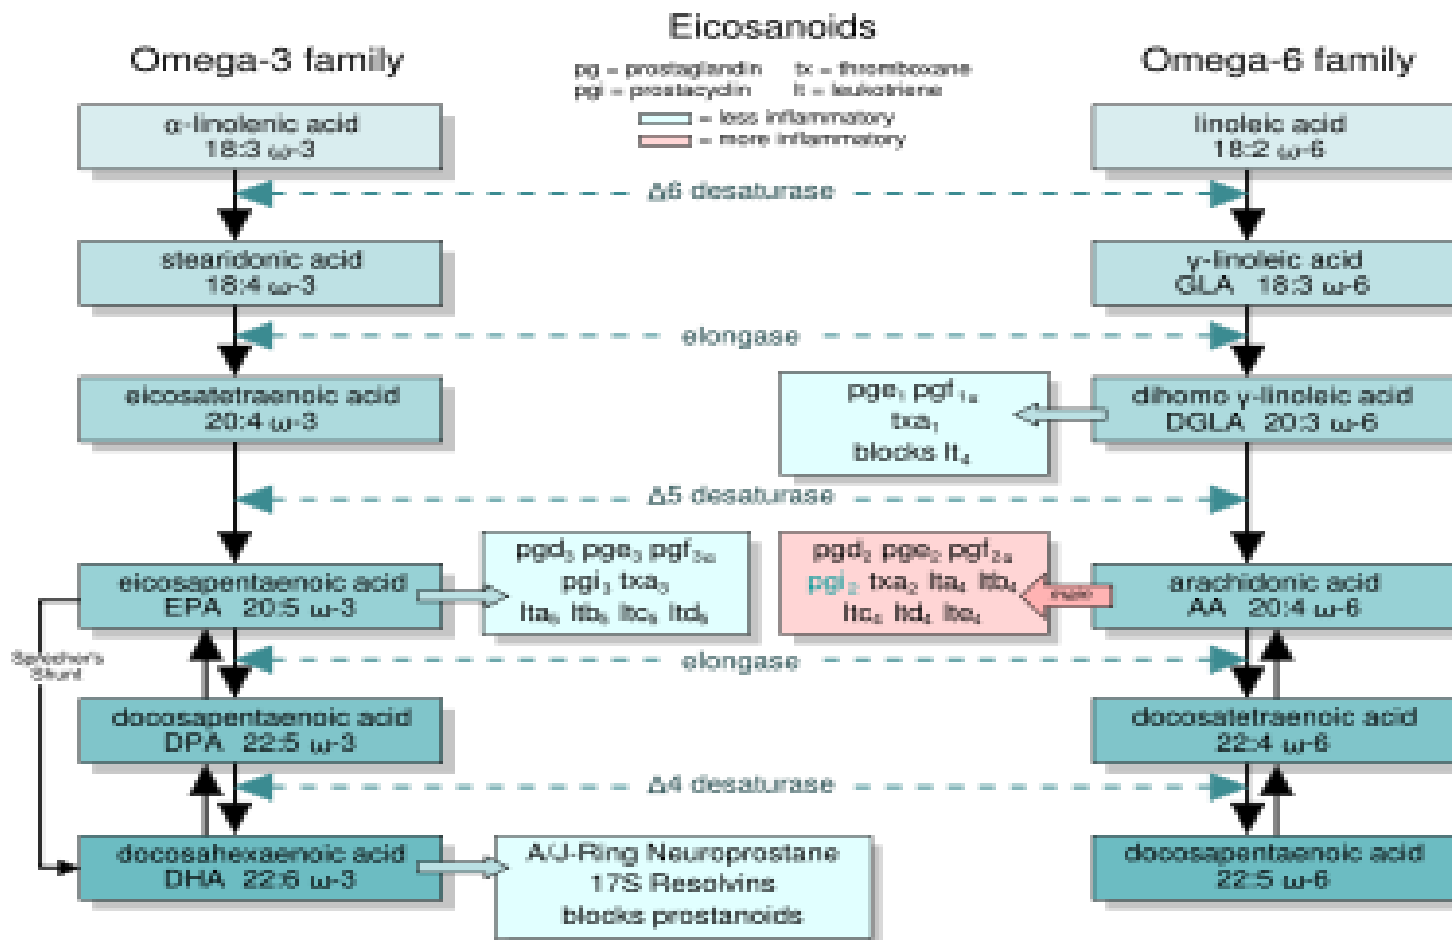 Eicosanoids
Omega-3 family
Omega-6 family
pg = prostaglandin tx = thromboxane
pgi = prostacyclin lt = leukotriene
= less inflammatory
= more inflammatory
α-linolenic acid
18:3 ω-3
linoleic acid
18:2 ω-6
Δ6 desaturase
stearidonic acid
18:4 ω-3
γ-linoleic acid
GLA 18:3 ω-6
elongase
eicosatetraenoic acid
20:4 ω-3
pge₁ pgf₁ₐ
txa₁
blocks lt₄
dihomo γ-linoleic acid
DGLA 20:3 ω-6
Δ5 desaturase
eicosapentaenoic acid
EPA 20:5 ω-3
pgd₃ pge₃ pgf₃ₐ
pgi₃ txa₃
lta₅ ltb₅ ltc₅ ltd₅
pgd₂ pge₂ pgf₂ₐ
pgi₂ txa₂ lta₄ ltb₄
ltc₄ ltd₄ lte₄
arachidonic acid
AA 20:4 ω-6
Sprecher's
Shunt
elongase
docosapentaenoic acid
DPA 22:5 ω-3
docosatetraenoic acid
22:4 ω-6
Δ4 desaturase
docosahexaenoic acid
DHA 22:6 ω-3
A/J-Ring Neuroprostane
17S Resolvins
blocks prostanoids
docosapentaenoic acid
22:5 ω-6